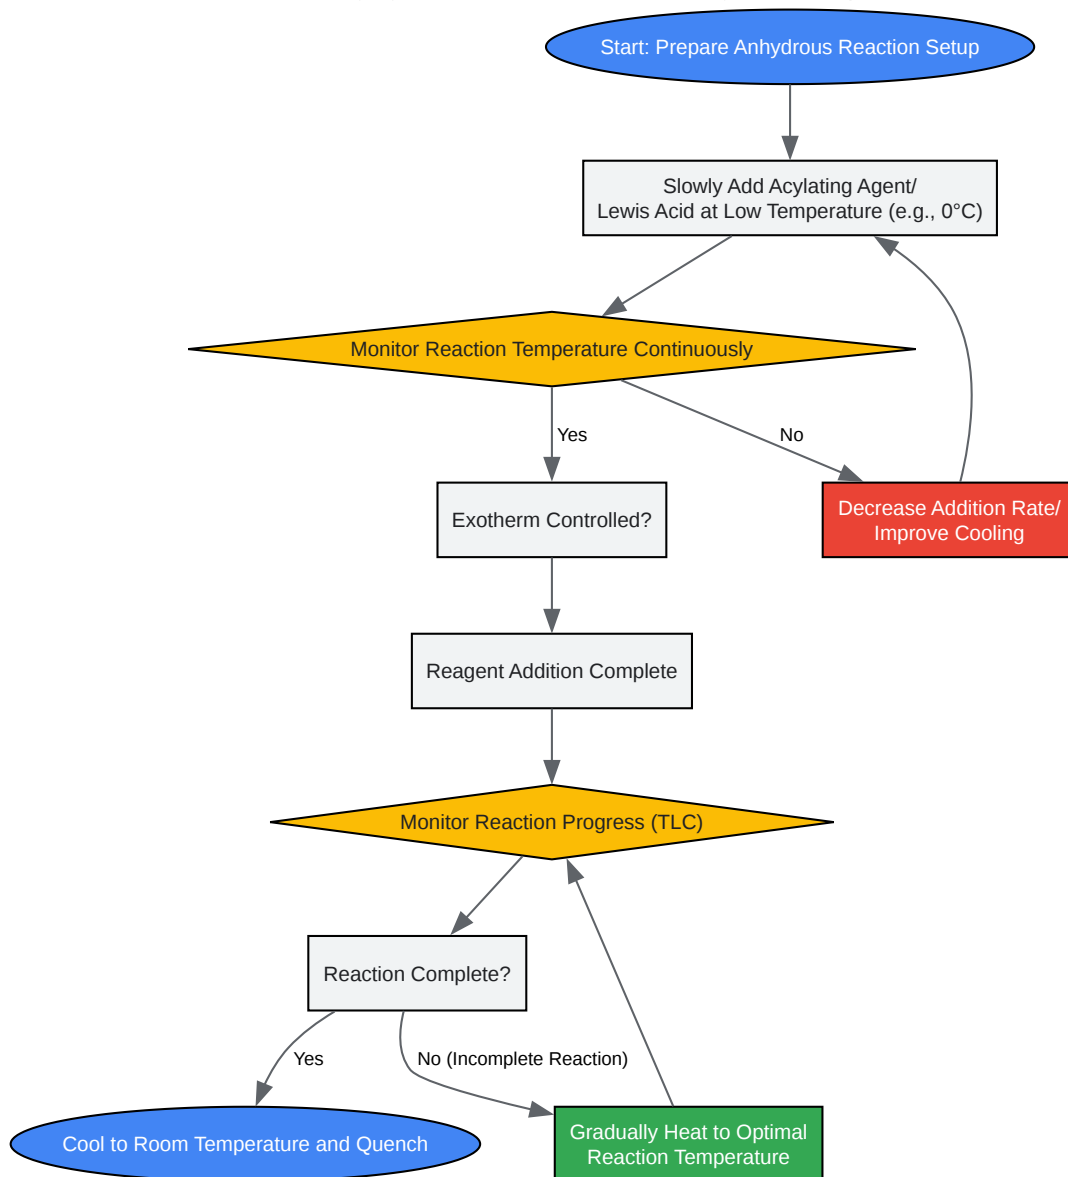 Start: Prepare Anhydrous Reaction Setup
Slowly Add Acylating Agent/
Lewis Acid at Low Temperature (e.g., 0°C)
Monitor Reaction Temperature Continuously
Yes
No
Exotherm Controlled?
Decrease Addition Rate/
Improve Cooling
Reagent Addition Complete
Monitor Reaction Progress (TLC)
Reaction Complete?
Yes
No (Incomplete Reaction)
Cool to Room Temperature and Quench
Gradually Heat to Optimal
Reaction Temperature